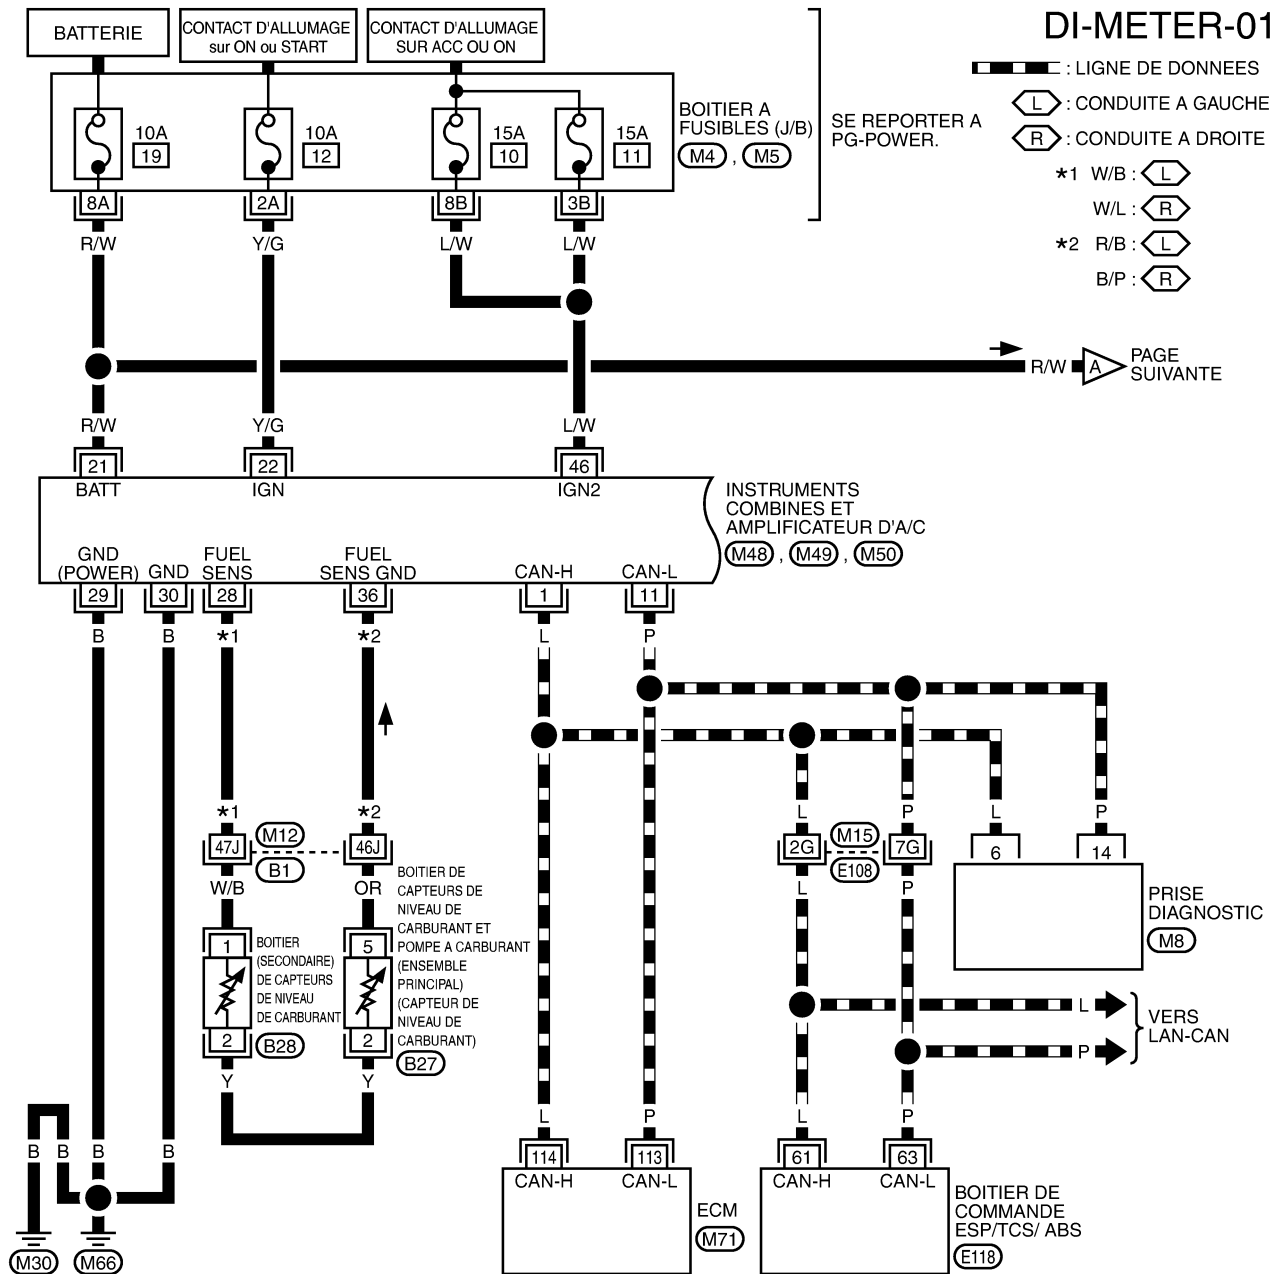 DI-METER-01
BATTERIE
CONTACT D'ALLUMAGE
sur ON ou START
CONTACT D'ALLUMAGE
SUR ACC OU ON
: LIGNE DE DONNEES
L : CONDUITE A GAUCHE
R : CONDUITE A DROITE
*1 W/B : L
W/L : R
*2 R/B : L
B/P : R
10A
19
10A
12
15A
10
15A
11
BOITIER A
FUSIBLES (J/B)
M4 , M5
SE REPORTER A
PG-POWER.
8A 2A 8B 3B
R/W Y/G L/W L/W
R/W A
PAGE
SUIVANTE
R/W Y/G L/W
21 22 46
BATT IGN IGN2
INSTRUMENTS
COMBINES ET
AMPLIFICATEUR D'A/C
M48 , M49 , M50
GND
(POWER)
GND
FUEL
SENS
FUEL
SENS GND
CAN-H
CAN-L
29 30 28 36 1 11
B B *1 *2 L P
*1 *2 L P L P
47J
M12
B1
46J
2G
M15
E108
7G
6 14
W/B OR L P
BOITIER DE
CAPTEURS DE
NIVEAU DE
CARBURANT ET
POMPE A CARBURANT
(ENSEMBLE
PRINCIPAL)
(CAPTEUR DE
NIVEAU DE
CARBURANT)
B27
PRISE
DIAGNOSTIC
M8
1 5
BOITIER
(SECONDAIRE)
DE CAPTEURS
DE NIVEAU
DE CARBURANT
B28
2 2
Y Y
L
P
VERS
LAN-CAN
L P L P
B B B B
114 113 61 63
CAN-H CAN-L CAN-H CAN-L
ECM
M71
BOITIER DE
COMMANDE
ESP/TCS/ ABS
E118
M30 M66